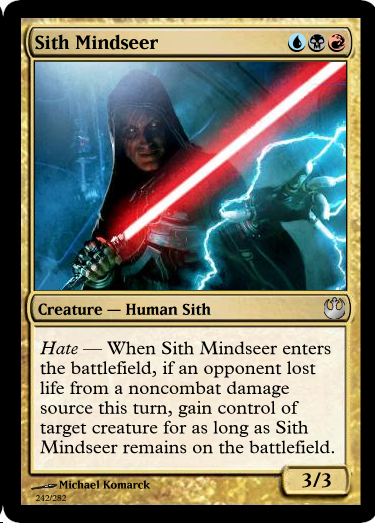 Sith Mindseer
Creature — Human Sith
Hate — When Sith Mindseer enters
the battlefield, if an opponent lost
life from a noncombat damage
source this turn, gain control of
target creature for as long as Sith
Mindseer remains on the battlefield.
3/3
Michael Komarck
242/282